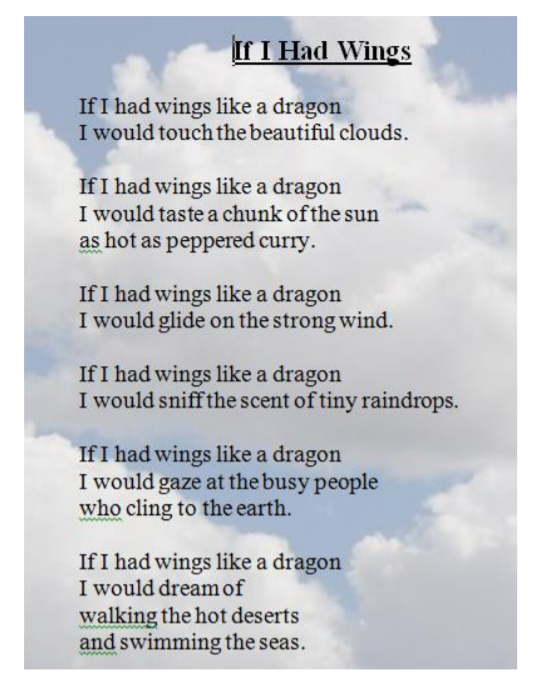 If I Had Wings
If I had wings like a dragon
I would touch the beautiful clouds.
If I had wings like a dragon
I would taste a chunk of the sun
as hot as peppered curry.
If I had wings like a dragon
I would glide on the strong wind.
If I had wings like a dragon
I would sniff the scent of tiny raindrops.
If I had wings like a dragon
I would gaze at the busy people
who cling to the earth.
If I had wings like a dragon
I would dream of
walking the hot deserts
and swimming the seas.